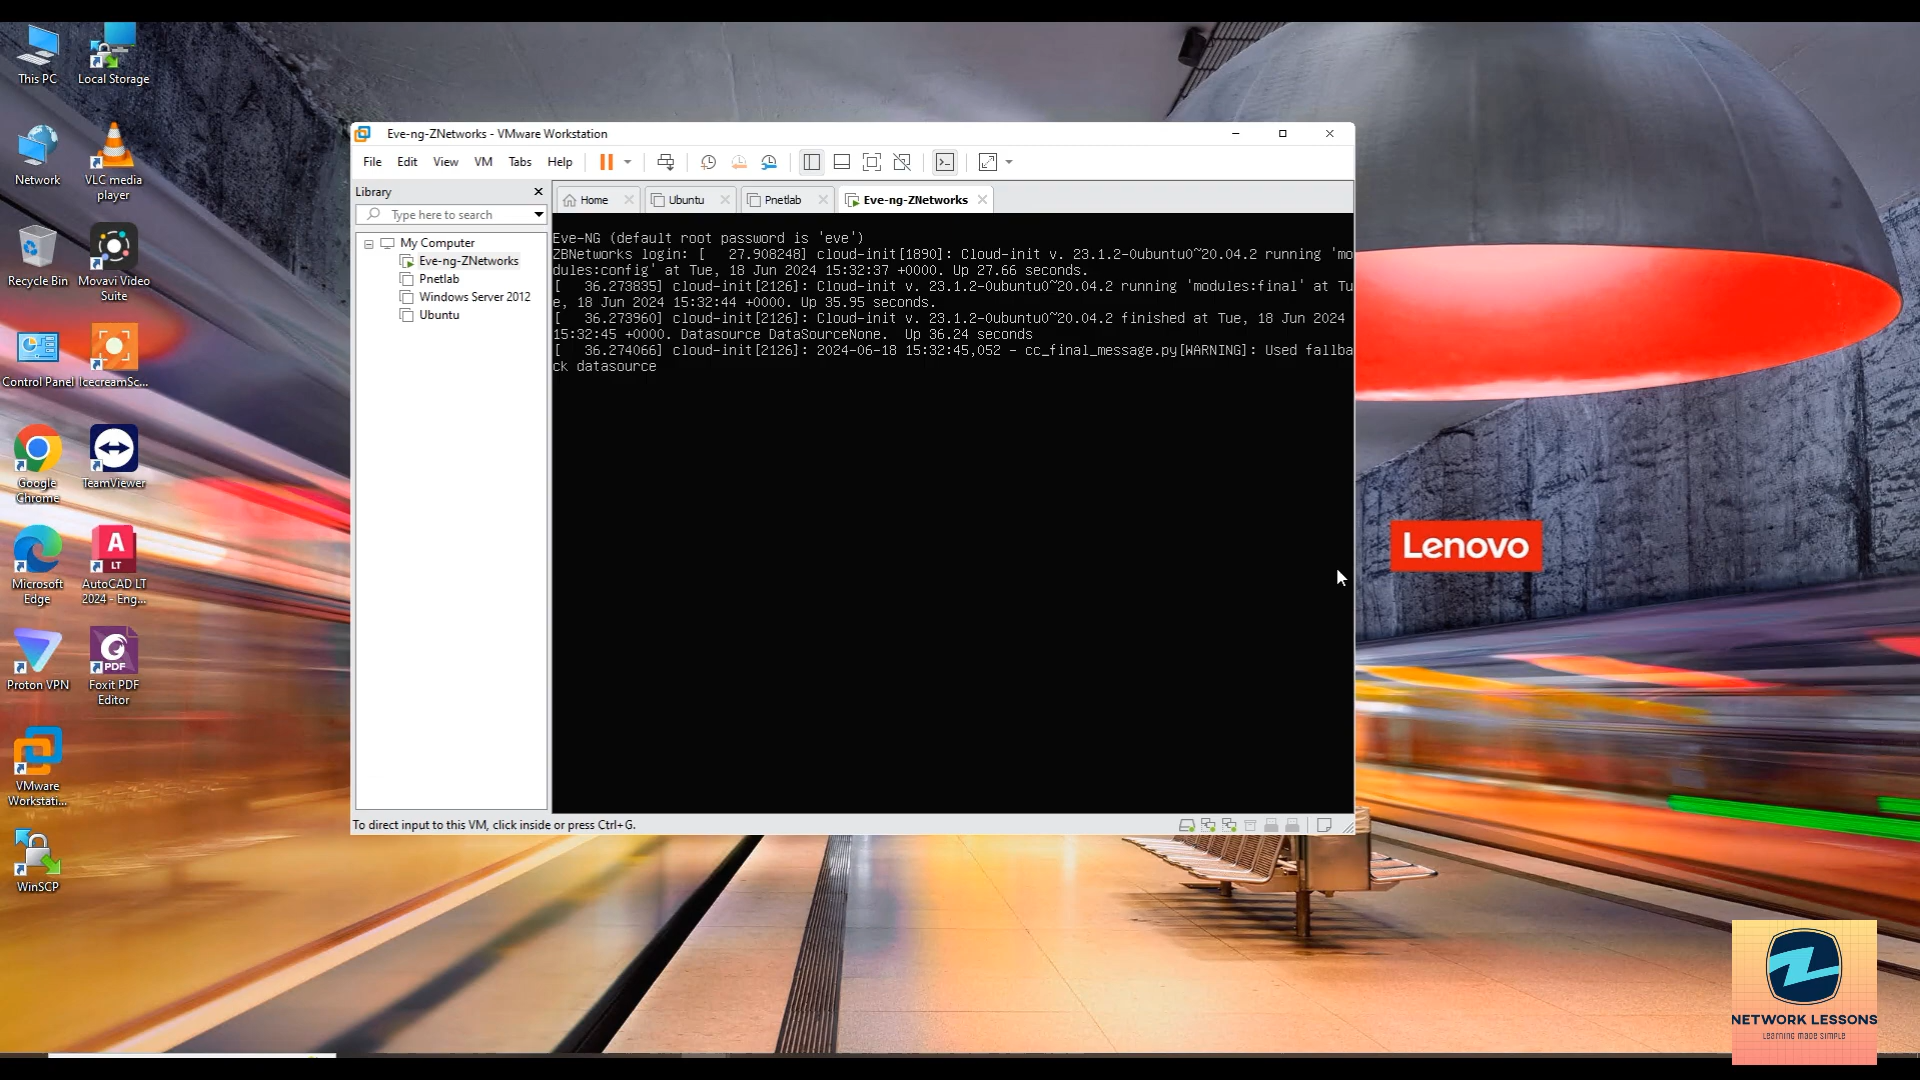 This PC
Local Storage
Network
VLC media
player
Recycle Bin
Movavi Video
Suite
Control Panel
IcecreamSc...
Google
Chrome
TeamViewer
Microsoft
Edge
A
LT
AutoCAD LT
2024 - Eng...
Proton VPN
PDF
Foxit PDF
Editor
VMware
Workstati...
WinSCP
Eve-ng-ZNetworks - VMware Workstation
File Edit View VM Tabs Help
Library
Type here to search
My Computer
Eve-ng-ZNetworks
Pnetlab
Windows Server 2012
Ubuntu
Home
Ubuntu
Pnetlab
Eve-ng-ZNetworks
Eve-NG (default root password is 'eve')
ZBNetworks login: [   27.908248] cloud-init[1890]: Cloud-init v. 23.1.2-0ubuntu0~20.04.2 running 'mo
dules:config' at Tue, 18 Jun 2024 15:32:37 +0000. Up 27.66 seconds.
[   36.273835] cloud-init[2126]: Cloud-init v. 23.1.2-0ubuntu0~20.04.2 running 'modules:final' at Tu
e, 18 Jun 2024 15:32:44 +0000. Up 35.95 seconds.
[   36.273960] cloud-init[2126]: Cloud-init v. 23.1.2-0ubuntu0~20.04.2 finished at Tue, 18 Jun 2024
15:32:45 +0000. Datasource DataSourceNone.  Up 36.24 seconds
[   36.274066] cloud-init[2126]: 2024-06-18 15:32:45,052 - cc_final_message.py[WARNING]: Used fallba
ck datasource
To direct input to this VM, click inside or press Ctrl+G.
Lenovo
NETWORK LESSONS
Learning made simple